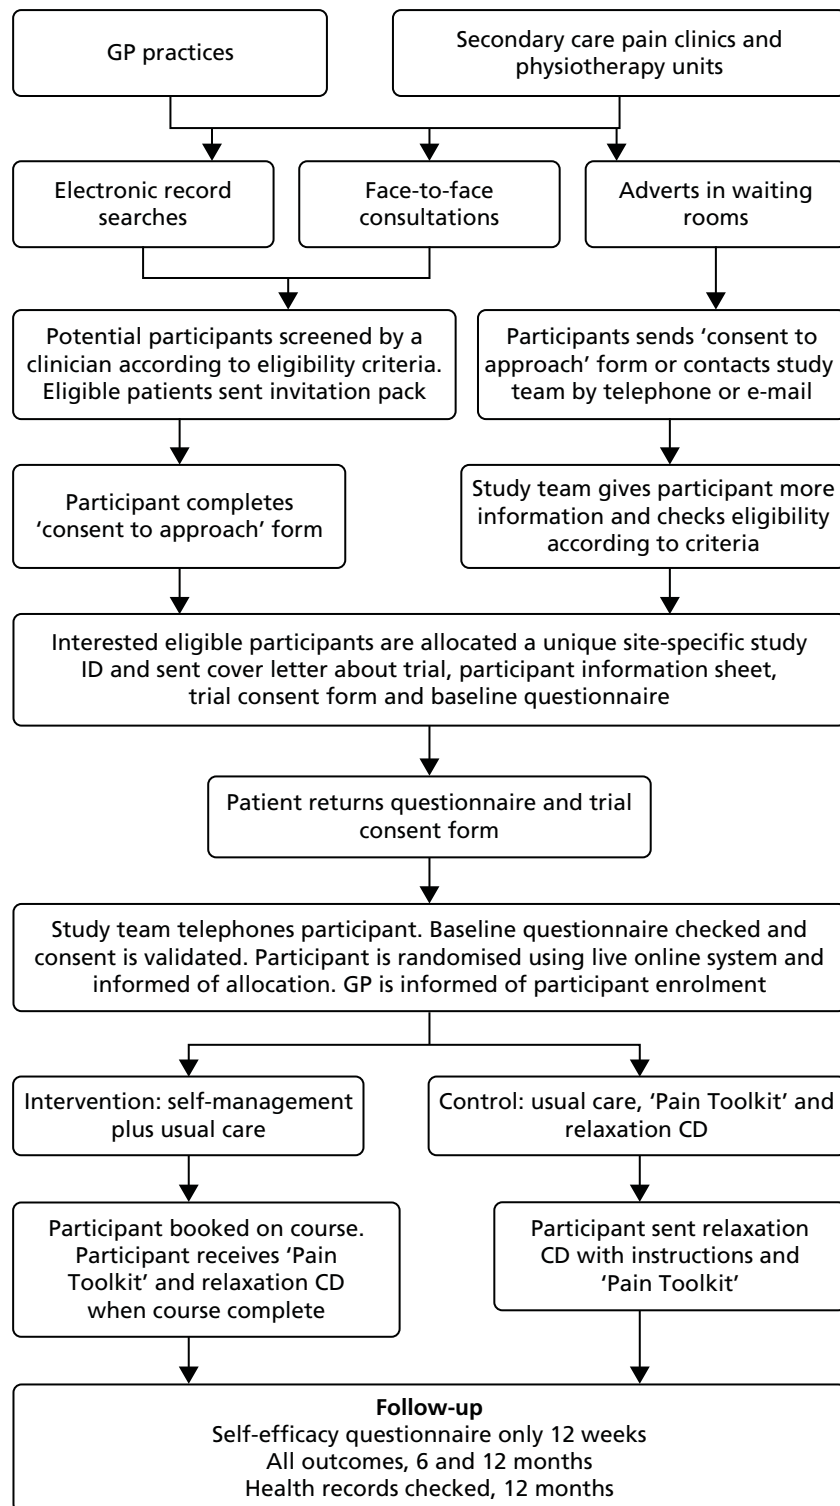 GP practices
Secondary care pain clinics and
physiotherapy units
Electronic record
searches
Face-to-face
consultations
Adverts in waiting
rooms
Potential participants screened by a
clinician according to eligibility criteria.
Eligible patients sent invitation pack
Participants sends ‘consent to
approach’ form or contacts study
team by telephone or e-mail
Participant completes
‘consent to approach’ form
Study team gives participant more
information and checks eligibility
according to criteria
Interested eligible participants are allocated a unique site-specific study
ID and sent cover letter about trial, participant information sheet,
trial consent form and baseline questionnaire
Patient returns questionnaire and trial
consent form
Study team telephones participant. Baseline questionnaire checked and
consent is validated. Participant is randomised using live online system and
informed of allocation. GP is informed of participant enrolment
Intervention: self-management
plus usual care
Control: usual care, ‘Pain Toolkit’ and
relaxation CD
Participant booked on course.
Participant receives ‘Pain
Toolkit’ and relaxation CD
when course complete
Participant sent relaxation
CD with instructions and
‘Pain Toolkit’
Follow-up
Self-efficacy questionnaire only 12 weeks
All outcomes, 6 and 12 months
Health records checked, 12 months